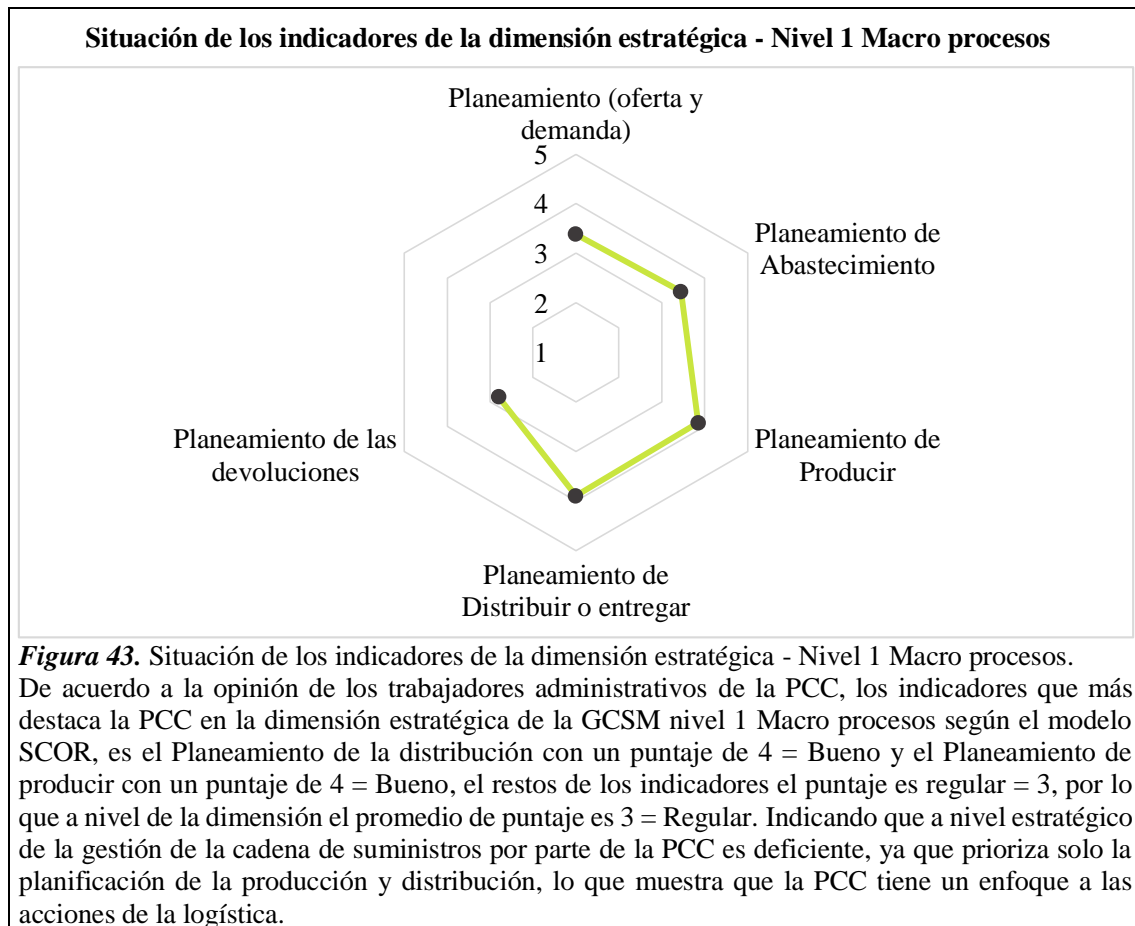 Situación de los indicadores de la dimensión estratégica - Nivel 1 Macro procesos
Planeamiento (oferta y
demanda)
5
4
3
2
1
Planeamiento de
Abastecimiento
Planeamiento de
Producir
Planeamiento de
Distribuir o entregar
Planeamiento de las
devoluciones
Figura 43. Situación de los indicadores de la dimensión estratégica - Nivel 1 Macro procesos.
De acuerdo a la opinión de los trabajadores administrativos de la PCC, los indicadores que más
destaca la PCC en la dimensión estratégica de la GCSM nivel 1 Macro procesos según el modelo
SCOR, es el Planeamiento de la distribución con un puntaje de 4 = Bueno y el Planeamiento de
producir con un puntaje de 4 = Bueno, el restos de los indicadores el puntaje es regular = 3, por lo
que a nivel de la dimensión el promedio de puntaje es 3 = Regular. Indicando que a nivel estratégico
de la gestión de la cadena de suministros por parte de la PCC es deficiente, ya que prioriza solo la
planificación de la producción y distribución, lo que muestra que la PCC tiene un enfoque a las
acciones de la logística.